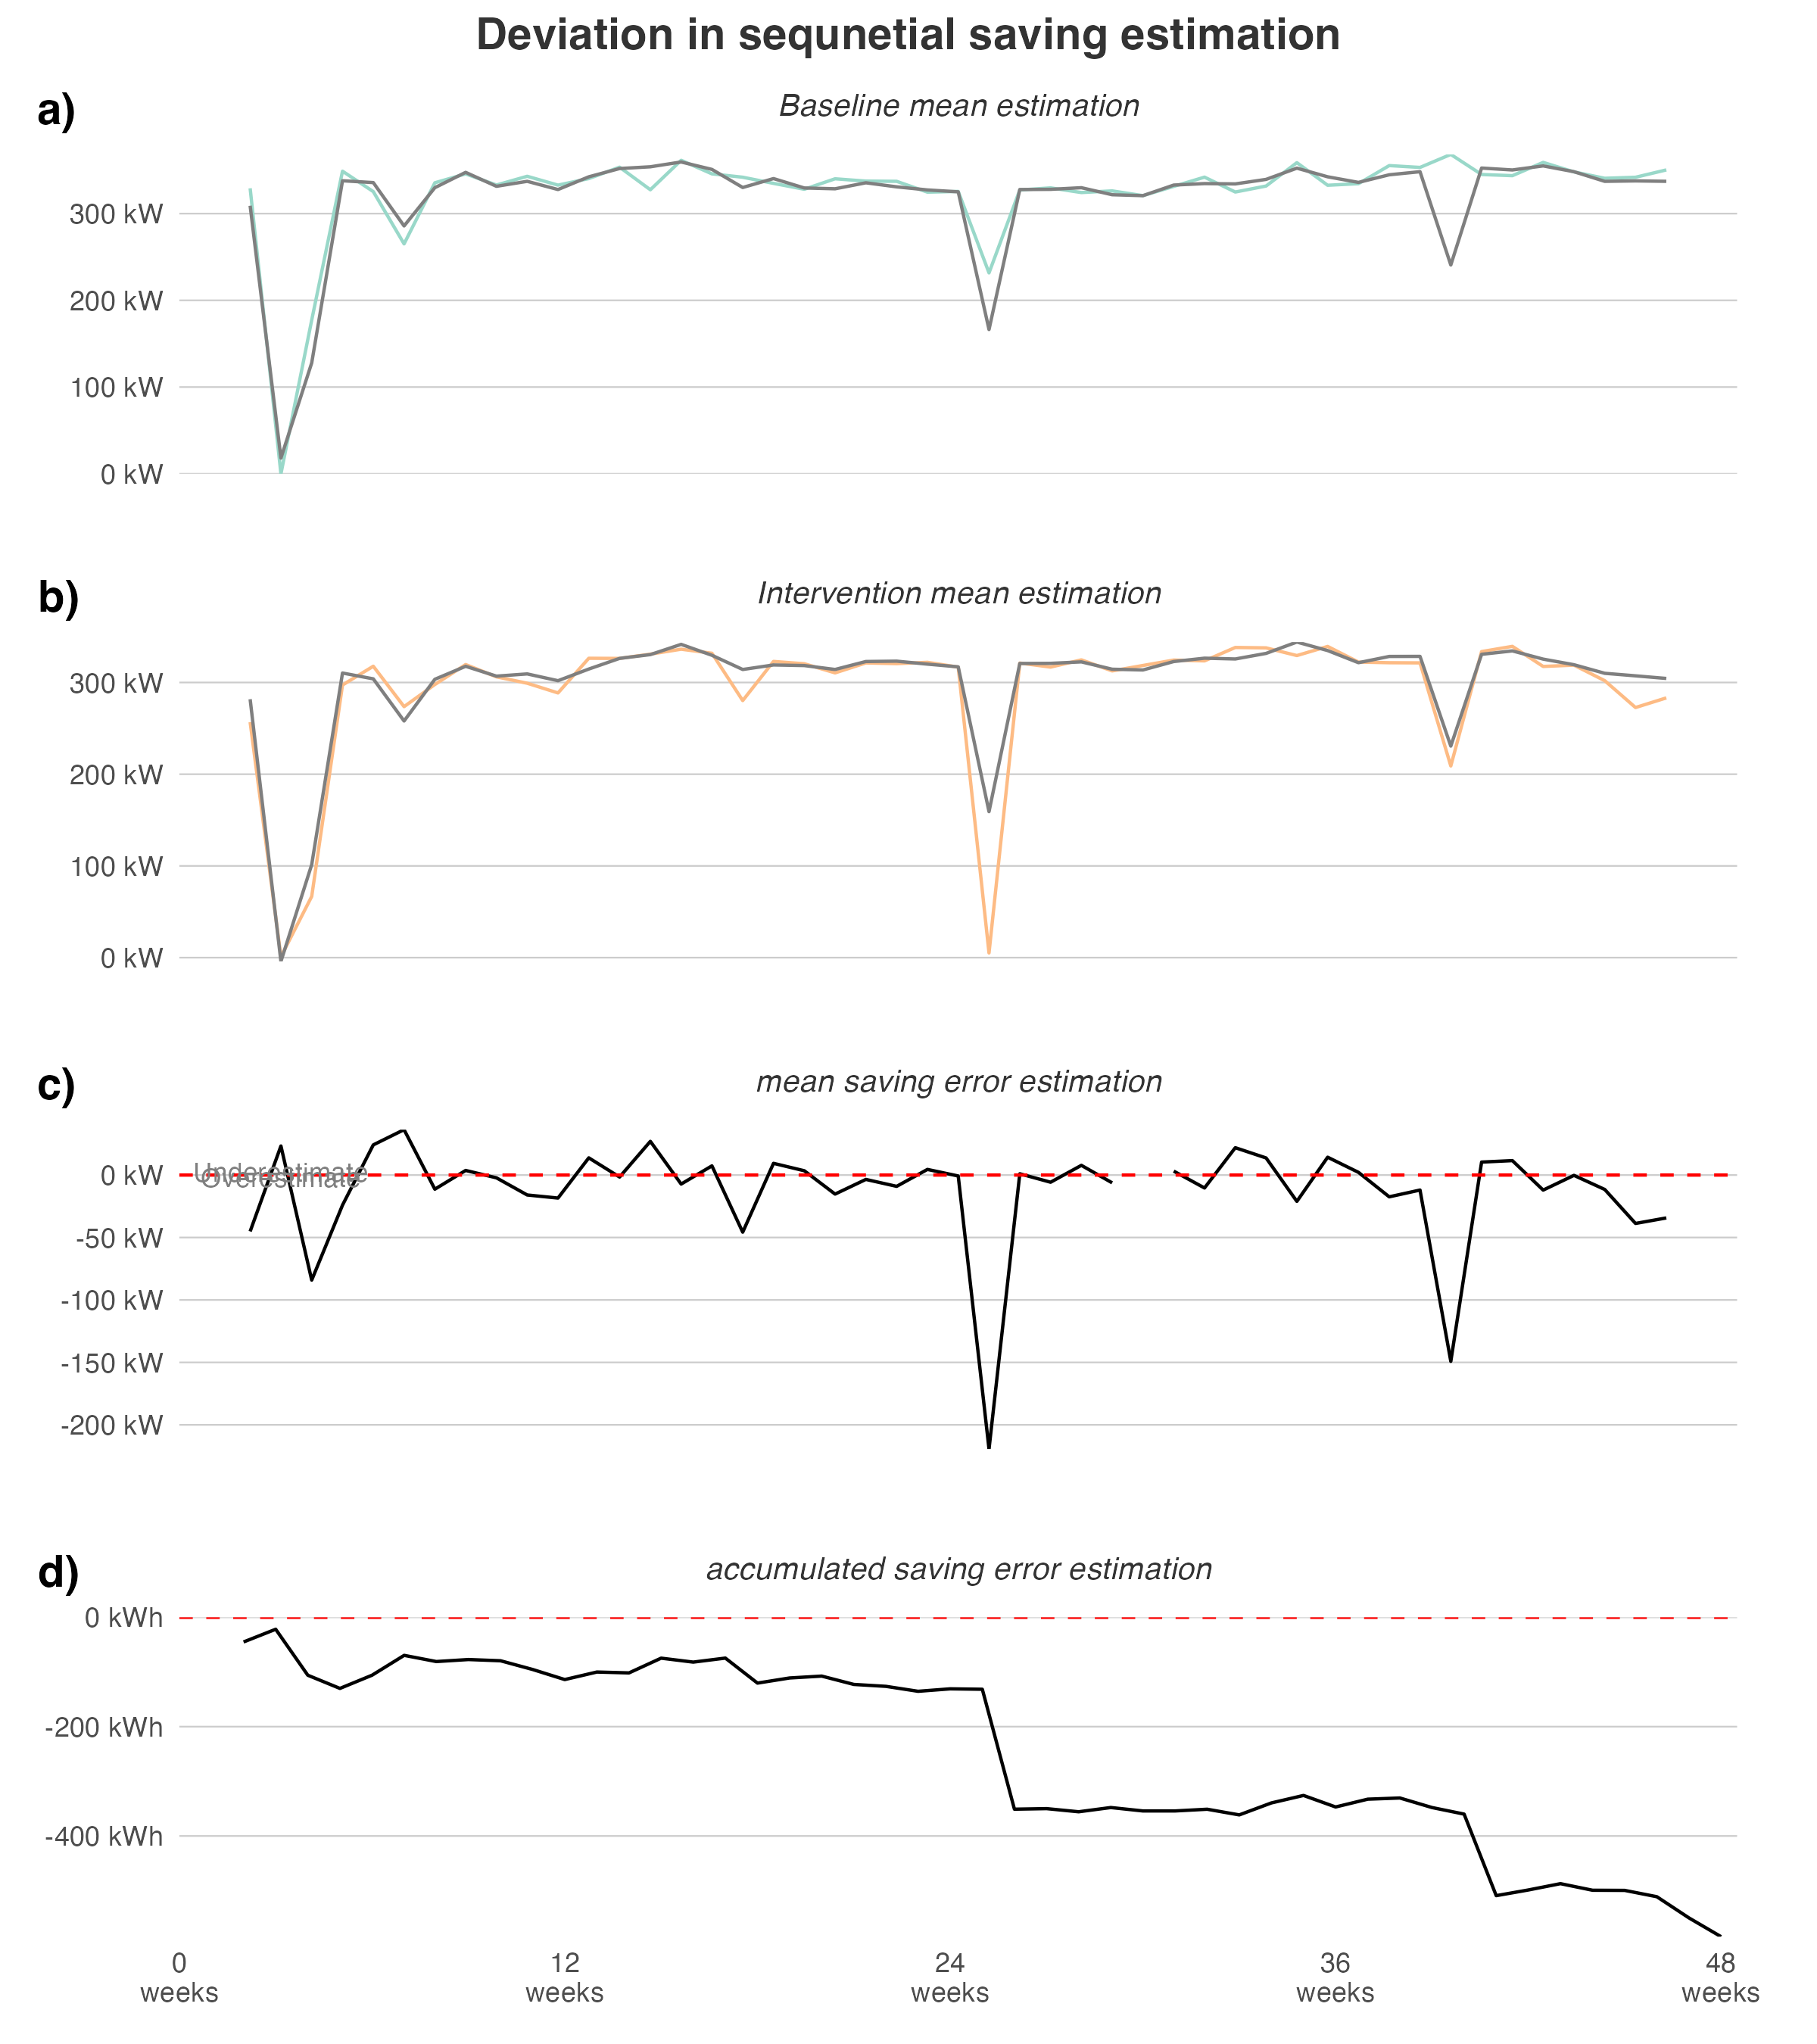 Deviation in sequnetial saving estimation
a)
Baseline mean estimation
300 kW
200 kW
100 kW
0 kW
b)
Intervention mean estimation
300 kW
200 kW
100 kW
0 kW
c)
mean saving error estimation
Underestimate
0 kW
Overestimate
-50 kW
-100 kW
-150 kW
-200 kW
d)
accumulated saving error estimation
0 kWh
-200 kWh
-400 kWh
0 12 24 36 48
weeks weeks weeks weeks weeks